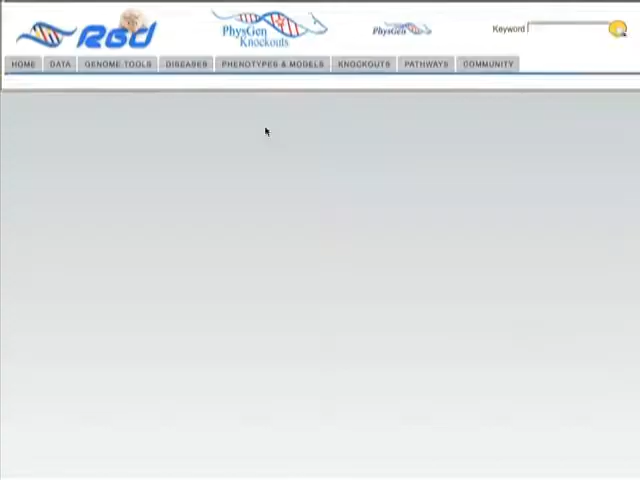 RGD
PhysGen
Knockouts
PhysGen
Keyword
HOME DATA GENOME TOOLS DISEASES PHENOTYPES & MODELS KNOCKOUTS PATHWAYS COMMUNITY